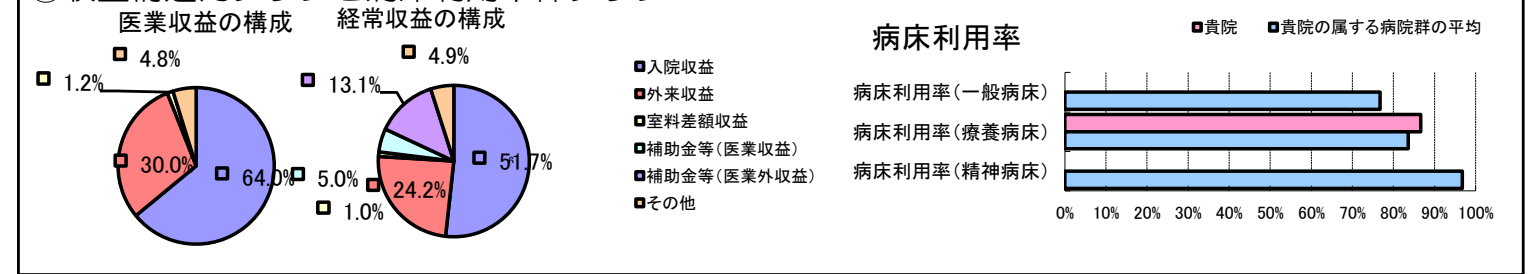 医業収益の構成
経常収益の構成
4.8%
1.2%
30.0%
64.0%
4.9%
13.1%
5.0%
1.0%
24.2%
51.7%
入院収益
外来収益
室料差額収益
補助金等(医業収益)
補助金等(医業外収益)
その他
病床利用率
貴院
貴院の属する病院群の平均
病床利用率(一般病床)
病床利用率(療養病床)
病床利用率(精神病床)
0% 10% 20% 30% 40% 50% 60% 70% 80% 90% 100%